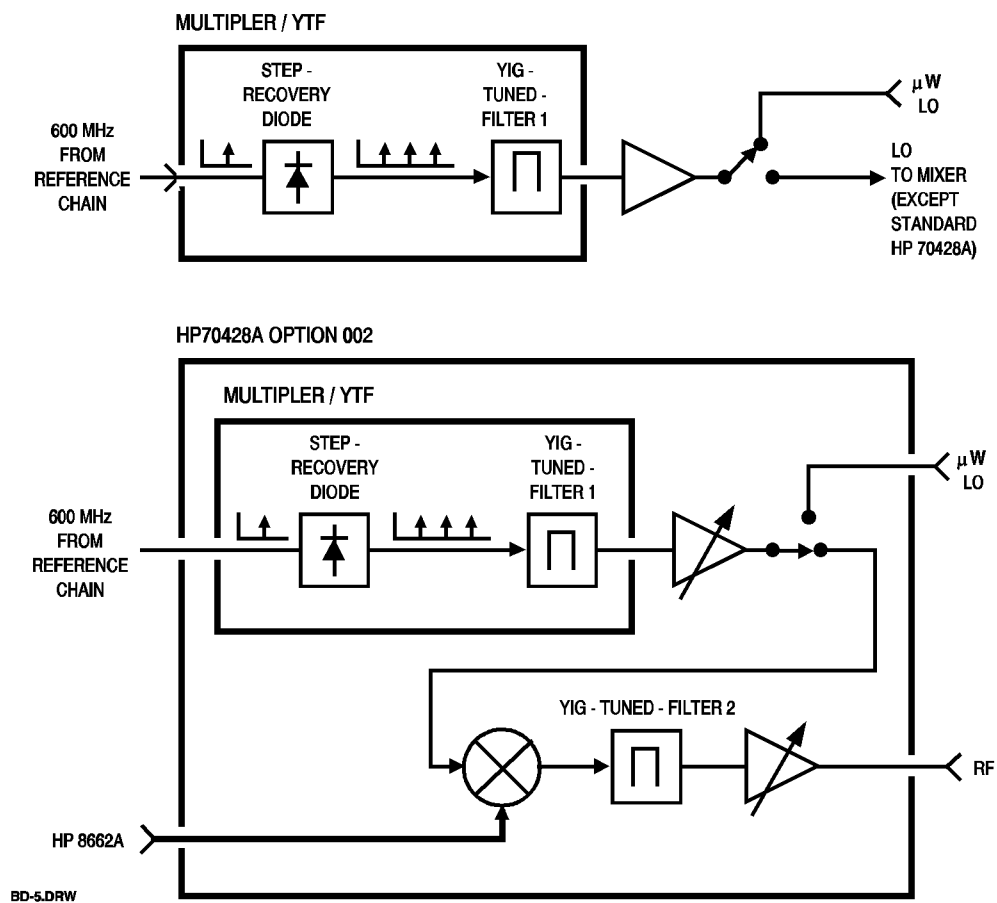 MULTIPLER / YTF
STEP -
RECOVERY
DIODE
YIG -
TUNED -
FILTER 1
600 MHz
FROM
REFERENCE
CHAIN
μW
LO
LO
TO MIXER
(EXCEPT
STANDARD
HP 70428A)
HP70428A OPTION 002
MULTIPLER / YTF
STEP -
RECOVERY
DIODE
YIG -
TUNED -
FILTER 1
600 MHz
FROM
REFERENCE
CHAIN
μW
LO
YIG - TUNED - FILTER 2
RF
HP 8662A
BD-5.DRW